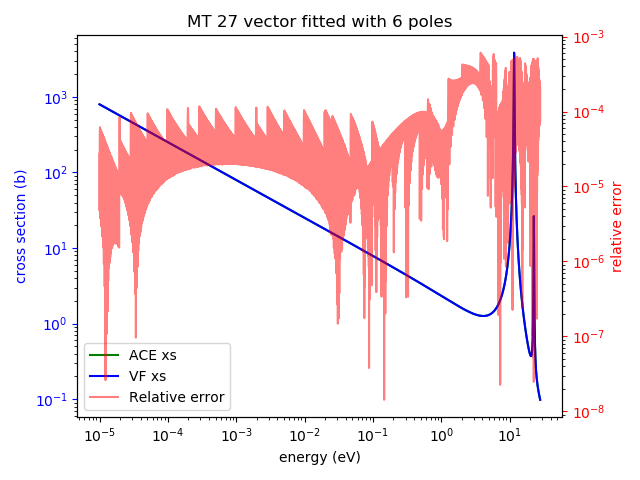 MT 27 vector fitted with 6 poles
cross section (b)
10³
10²
10¹
10⁰
10⁻¹
ACE xs
VF xs
Relative error
10⁻⁵ 10⁻⁴ 10⁻³ 10⁻² 10⁻¹ 10⁰ 10¹
energy (eV)
10⁻³
10⁻⁴
10⁻⁵
10⁻⁶
10⁻⁷
10⁻⁸
relative error